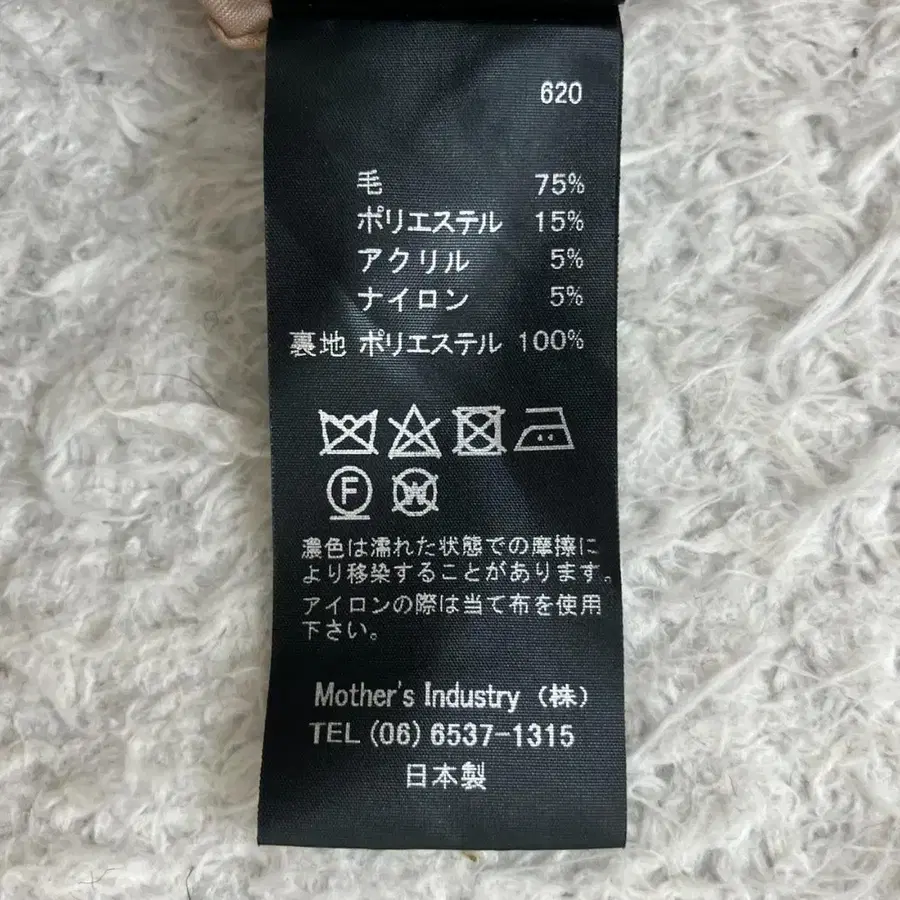 620
毛 75%
ポリエステル 15%
アクリル 5%
ナイロン 5%
裏地 ポリエステル 100%
F W
濃色は濡れた状態での摩擦に
より移染することがあります。
アイロンの際は当て布を使用
下さい。
Mother's Industry (株)
TEL (06) 6537-1315
日本製